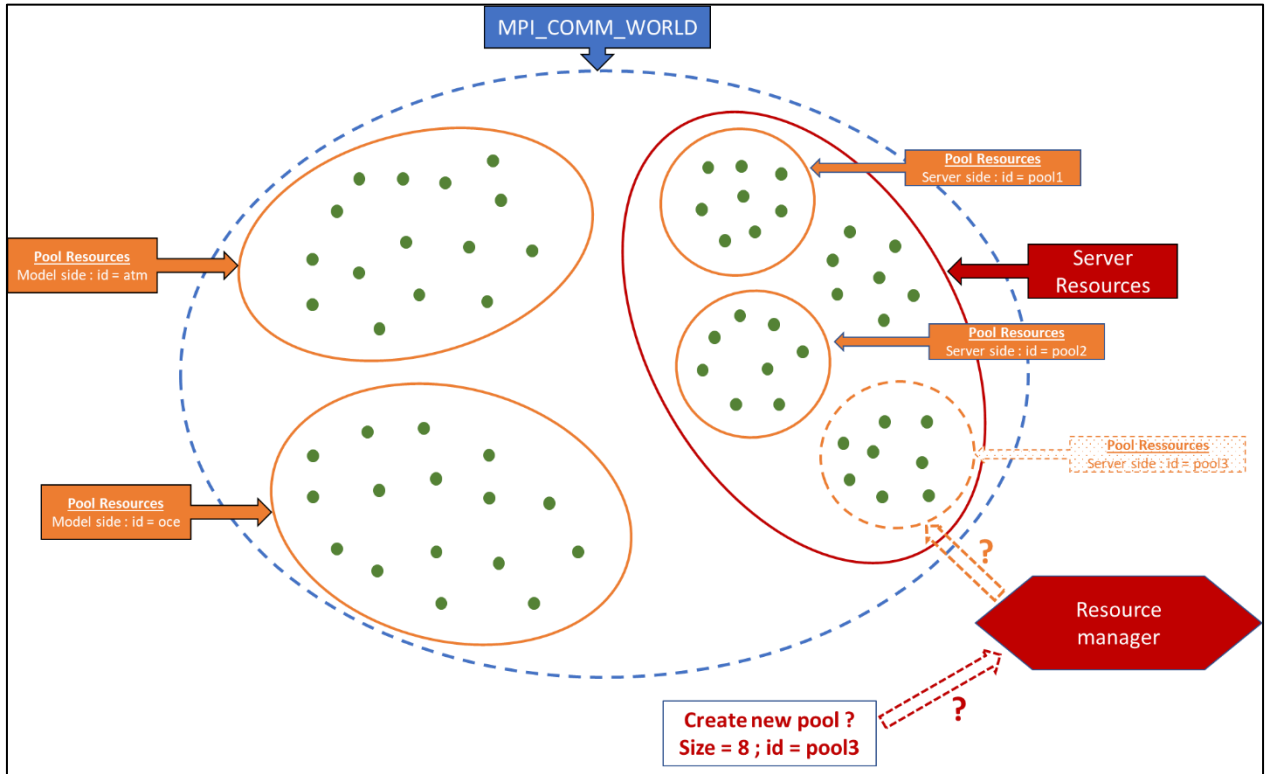 MPI_COMM_WORLD
Pool Resources
Server side : id = pool1
Pool Resources
Model side : id = atm
Server
Resources
Pool Resources
Server side : id = pool2
Pool Ressources
Server side : id = pool3
Pool Resources
Model side : id = oce
?
Resource
manager
?
Create new pool ?
Size = 8 ; id = pool3